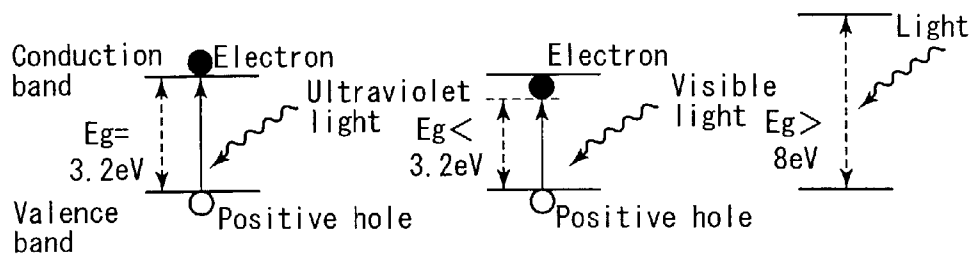 Conduction
band
Electron
Ultraviolet
light
Eg=
3.2eV
Valence
band
Positive hole
Electron
Visible
light
Eg<
3.2eV
Positive hole
Light
Eg>
8eV